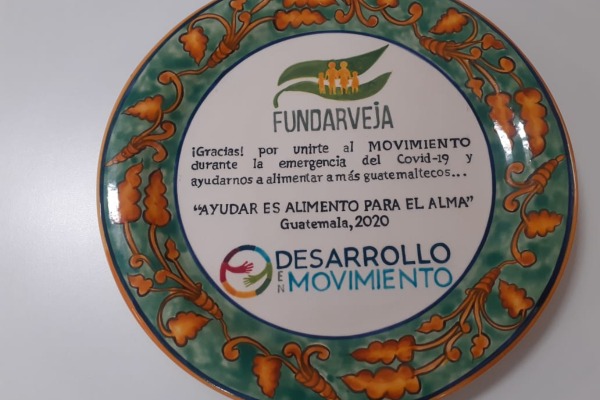 FUNDARVEJA
¡Gracias! por unirte al MOVIMIENTO
durante la emergencia del Covid-19 y
ayudarnos a alimentar a más guatemaltecos...
"AYUDAR ES ALIMENTO PARA EL ALMA"
Guatemala, 2020
DESARROLLO
EN MOVIMIENTO